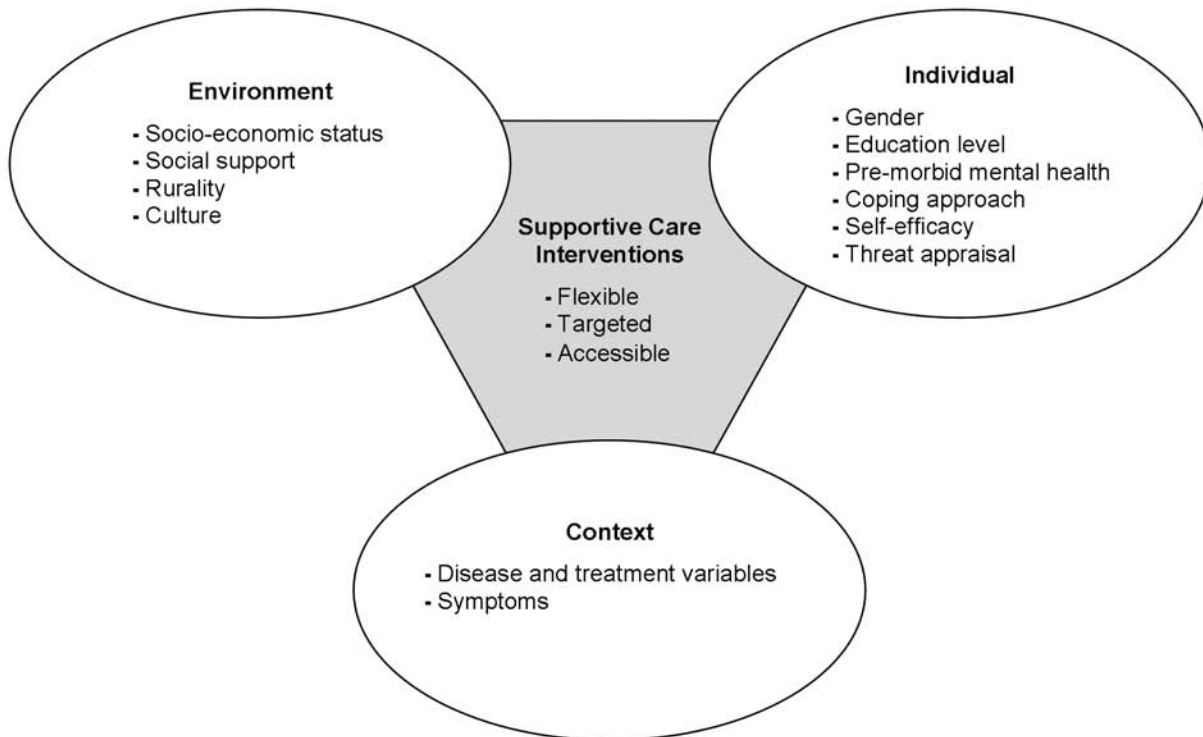 Environment
- Socio-economic status
- Social support
- Rurality
- Culture
Individual
- Gender
- Education level
- Pre-morbid mental health
- Coping approach
- Self-efficacy
- Threat appraisal
Supportive Care
Interventions
- Flexible
- Targeted
- Accessible
Context
- Disease and treatment variables
- Symptoms